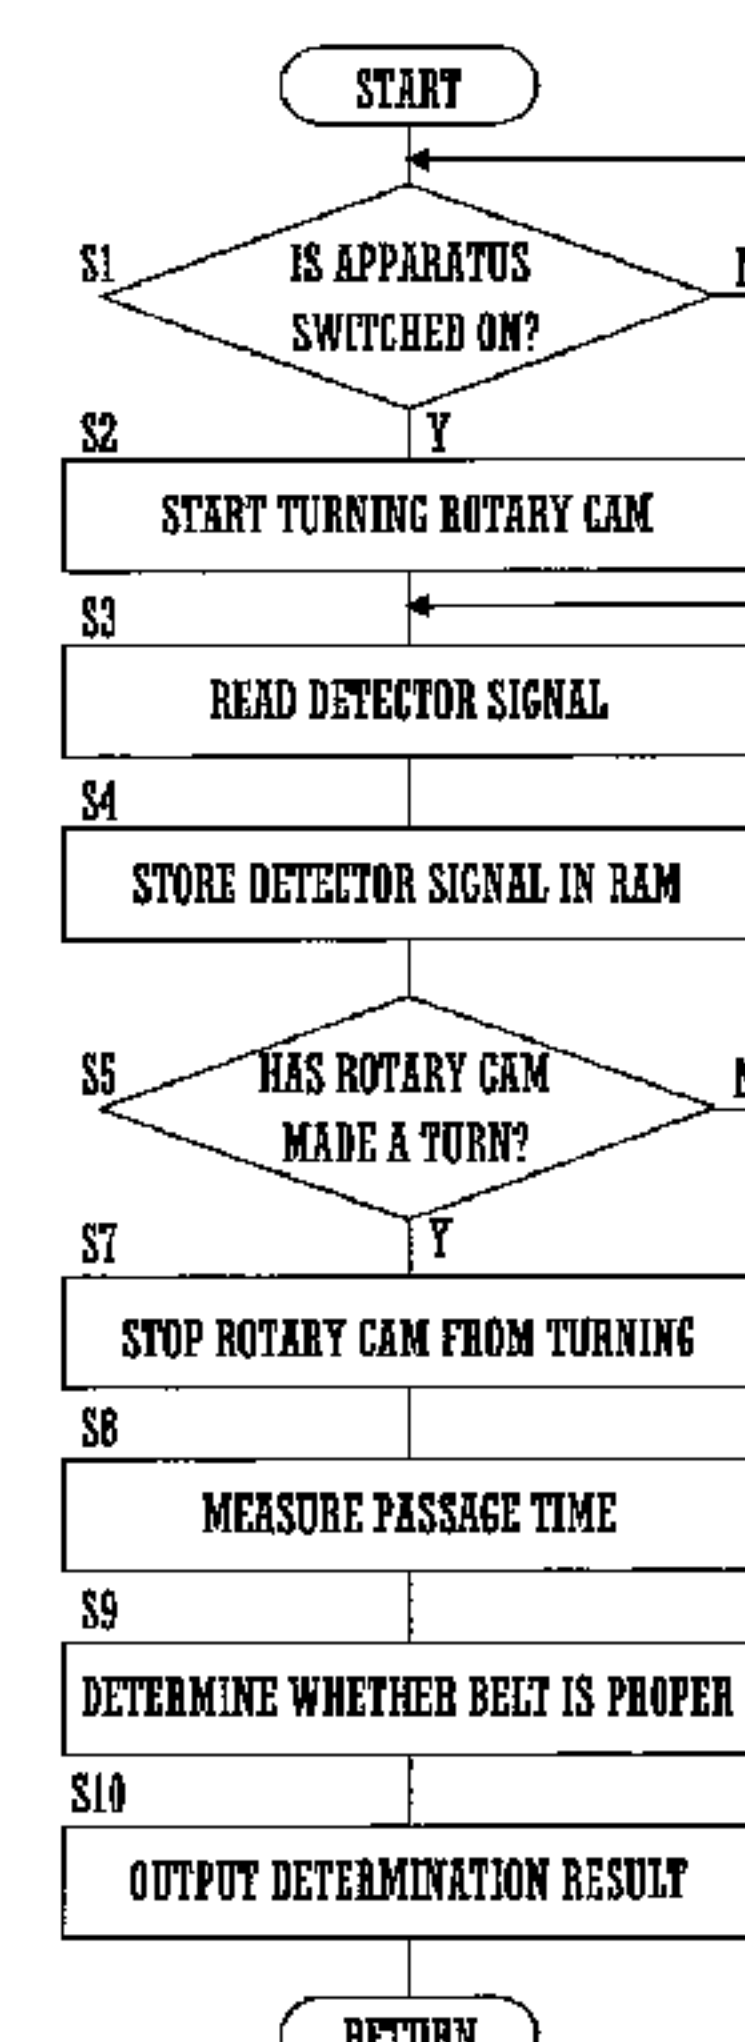 START
S1
IS APPARATUS
SWITCHED ON?
Y
S2
START TURNING ROTARY CAM
S3
READ DETECTOR SIGNAL
S4
STORE DETECTOR SIGNAL IN RAM
S5
HAS ROTARY CAM
MADE A TURN?
Y
S7
STOP ROTARY CAM FROM TURNING
S8
MEASURE PASSAGE TIME
S9
DETERMINE WHETHER BELT IS PROPER
S10
OUTPUT DETERMINATION RESULT
RETURN